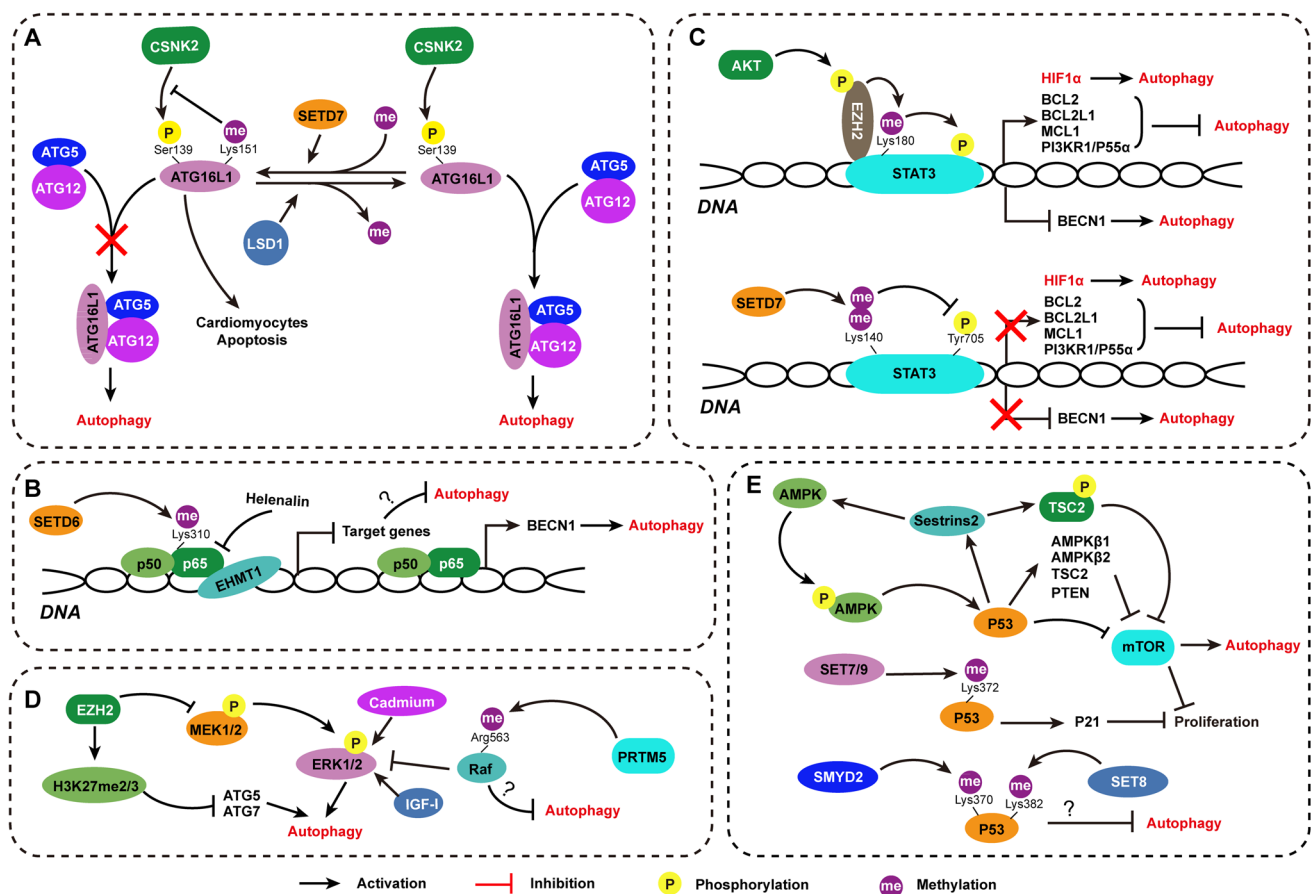 A
CSNK2
CSNK2
SETD7
me
P
me
Ser139
Lys151
P
Ser139
ATG5
ATG12
ATG16L1
ATG16L1
ATG5
ATG12
LSD1
me
ATG16L1
ATG5
ATG12
Cardiomyocytes
Apoptosis
ATG16L1
ATG5
ATG12
Autophagy
Autophagy
C
AKT
P
EZH2
me
Lys180
P
STAT3
DNA
HIF1α
Autophagy
BCL2
BCL2L1
MCL1
PI3KR1/P55α
Autophagy
BECN1
Autophagy
SETD7
me
me
Lys140
P
Tyr705
STAT3
DNA
HIF1α
Autophagy
BCL2
BCL2L1
MCL1
PI3KR1/P55α
Autophagy
BECN1
Autophagy
B
SETD6
me
Lys310
Helenalin
p50
p65
EHMT1
Target genes
?
Autophagy
p50
p65
BECN1
Autophagy
DNA
D
EZH2
P
MEK1/2
Cadmium
P
ERK1/2
me
Arg563
Raf
PRTM5
H3K27me2/3
ATG5
ATG7
IGF-I
?
Autophagy
Autophagy
E
AMPK
Sestrins2
P
TSC2
AMPKβ1
AMPKβ2
TSC2
PTEN
P
AMPK
P53
mTOR
Autophagy
SET7/9
me
Lys372
P53
P21
Proliferation
SMYD2
me
me
Lys370
Lys382
SET8
P53
?
Autophagy
Activation
Inhibition
P
Phosphorylation
me
Methylation